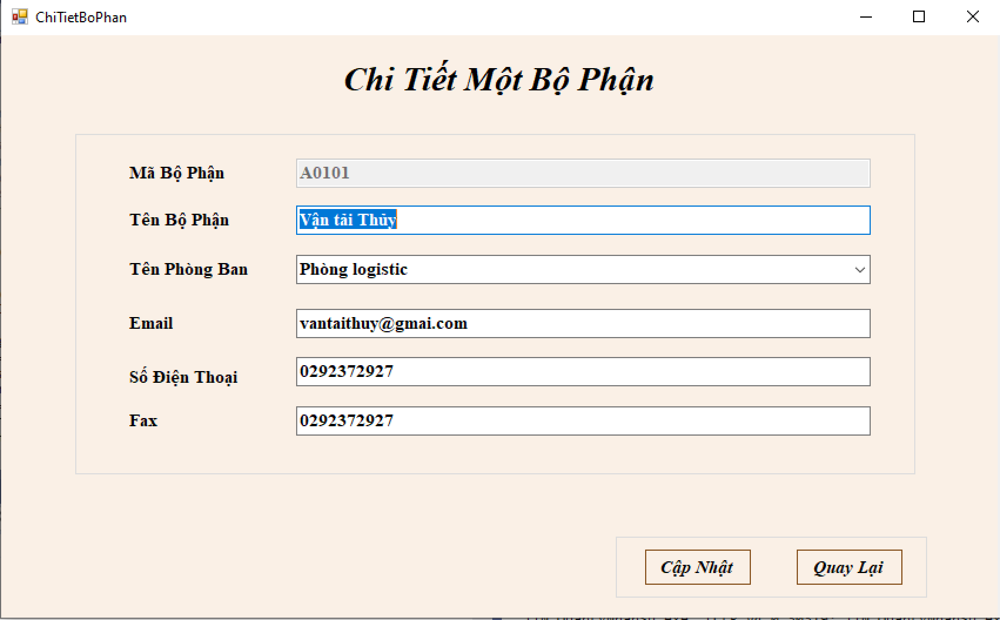 ChiTietBoPhan
Chi Tiết Một Bộ Phận
Mã Bộ Phận A0101
Tên Bộ Phận Vận tải Thủy
Tên Phòng Ban Phòng logistic
Email vantaithuy@gmai.com
Số Điện Thoại 0292372927
Fax 0292372927
Cập Nhật Quay Lại